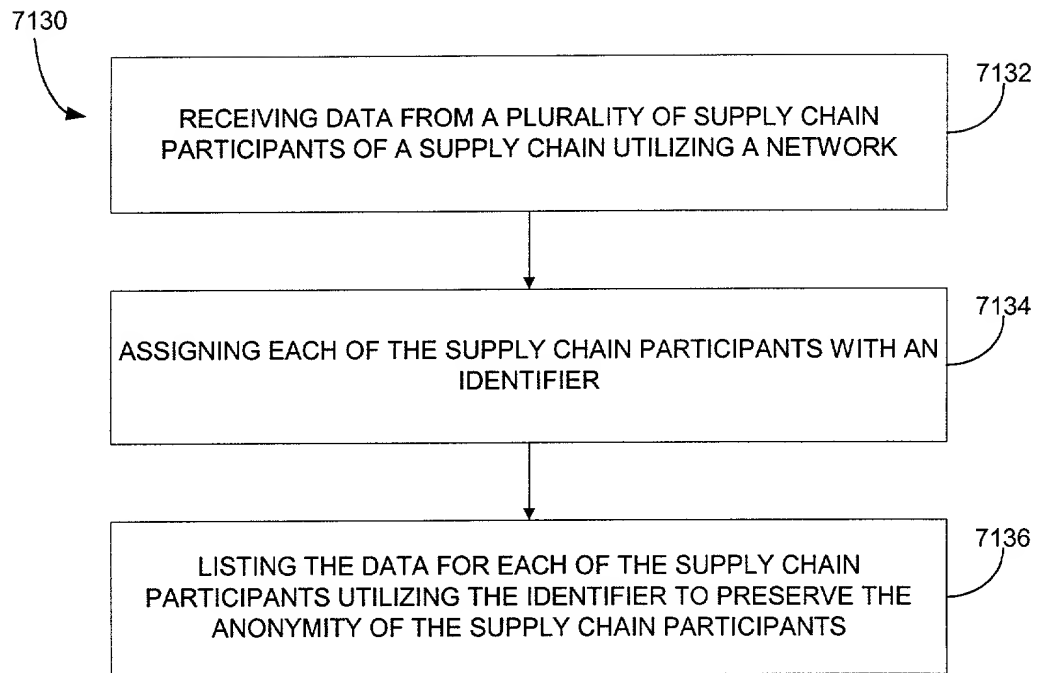 7130
7132
RECEIVING DATA FROM A PLURALITY OF SUPPLY CHAIN
PARTICIPANTS OF A SUPPLY CHAIN UTILIZING A NETWORK
7134
ASSIGNING EACH OF THE SUPPLY CHAIN PARTICIPANTS WITH AN
IDENTIFIER
7136
LISTING THE DATA FOR EACH OF THE SUPPLY CHAIN
PARTICIPANTS UTILIZING THE IDENTIFIER TO PRESERVE THE
ANONYMITY OF THE SUPPLY CHAIN PARTICIPANTS